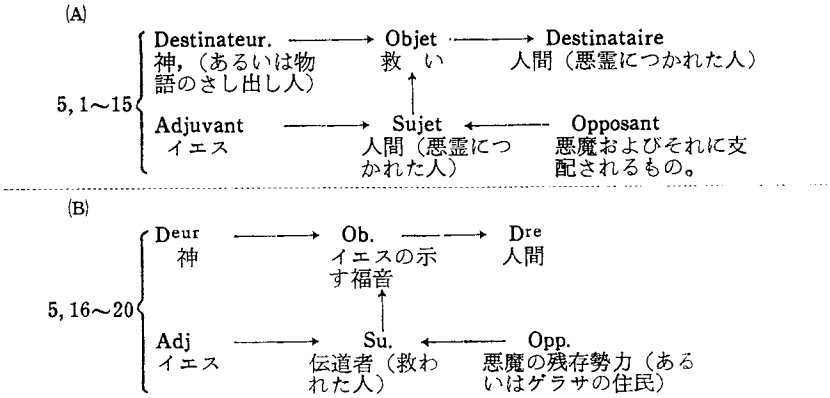 (A)
Destinateur. Objet Destinataire
神,（あるいは物 救　い 人間（悪霊につかれた人）
語のさし出し人）
5, 1〜15
Adjuvant Sujet Opposant
イエス 人間（悪霊につ 悪魔およびそれに支
かれた人） 配されるもの。
(B)
Deur Ob. Dre
神 イエスの示 人間
す福音
5, 16〜20
Adj Su. Opp.
イエス 伝道者（救わ 悪魔の残存勢力（ある
れた人） いはゲラサの住民）